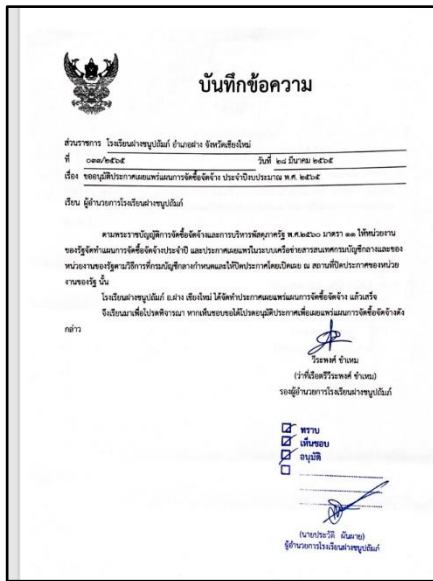 บันทึกข้อความ
ส่วนราชการ โรงเรียนฝางชนูปถัมภ์ อำเภอฝาง จังหวัดเชียงใหม่
ที่ ๐๓๓/๒๕๖๕ วันที่ ๒๘ มีนาคม ๒๕๖๕
เรื่อง ขออนุมัติประกาศเผยแพร่แผนการจัดซื้อจัดจ้าง ประจำปีงบประมาณ พ.ศ. ๒๕๖๕
เรียน ผู้อำนวยการโรงเรียนฝางชนูปถัมภ์
ตามพระราชบัญญัติการจัดซื้อจัดจ้างและการบริหารพัสดุภาครัฐ พ.ศ.๒๕๖๐ มาตรา ๑๑ ให้หน่วยงาน
ของรัฐจัดทำแผนการจัดซื้อจัดจ้างประจำปี และประกาศเผยแพร่ในระบบเครือข่ายสารสนเทศกรมบัญชีกลางและของ
หน่วยงานของรัฐตามวิธีการที่กรมบัญชีกลางกำหนดและให้ปิดประกาศโดยเปิดเผย ณ สถานที่ปิดประกาศของหน่วย
งานของรัฐ นั้น
โรงเรียนฝางชนูปถัมภ์ อ.ฝาง เชียงใหม่ ได้จัดทำประกาศเผยแพร่แผนการจัดซื้อจัดจ้าง แล้วเสร็จ
จึงเรียนมาเพื่อโปรดพิจารณา หากเห็นชอบขอได้โปรดอนุมัติประกาศเพื่อเผยแพร่แผนการจัดซื้อจัดจ้างดัง
กล่าว
วีระพงศ์ ขำเหม
(ว่าที่เรือตรีวีระพงศ์ ขำเหม)
รองผู้อำนวยการโรงเรียนฝางชนูปถัมภ์
ทราบ
เห็นชอบ
อนุมัติ
(นายประวัติ ผันผาย)
ผู้อำนวยการโรงเรียนฝางชนูปถัมภ์